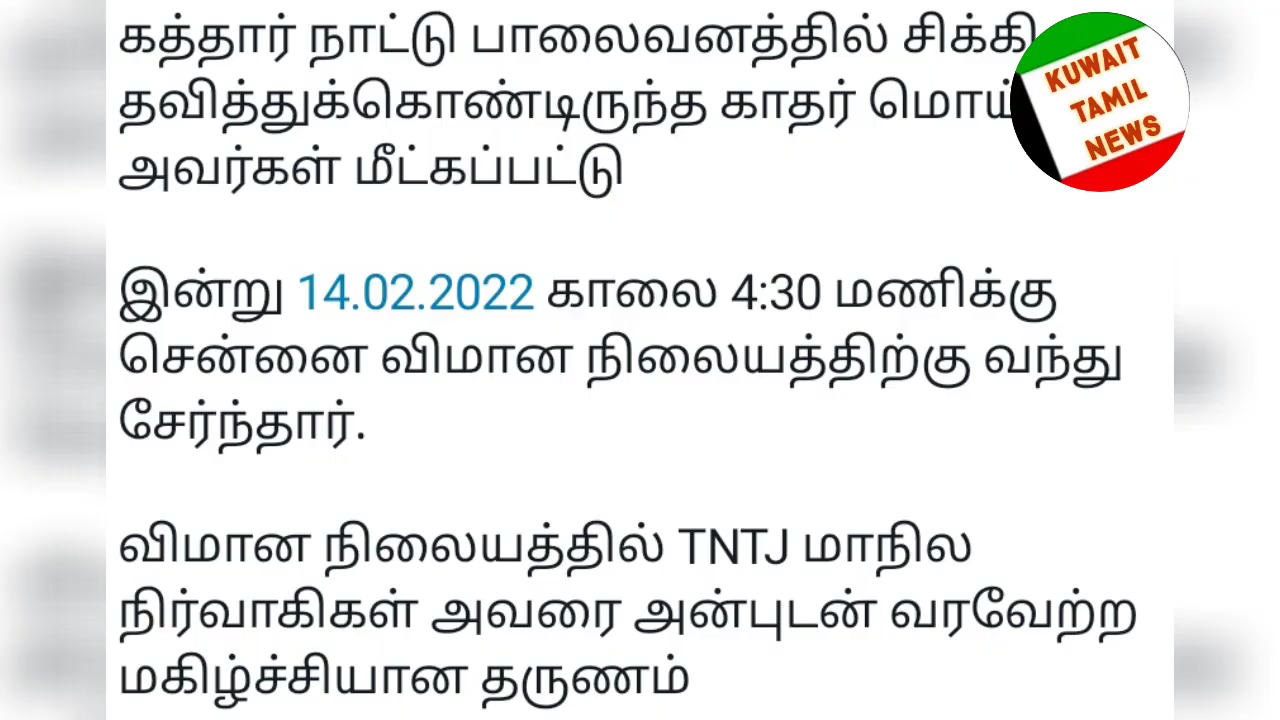 கத்தார் நாட்டு பாலைவனத்தில் சிக்கி
தவித்துக்கொண்டிருந்த காதர் மொய்
அவர்கள் மீட்கப்பட்டு
இன்று 14.02.2022 காலை 4:30 மணிக்கு
சென்னை விமான நிலையத்திற்கு வந்து
சேர்ந்தார்.
விமான நிலையத்தில் TNTJ மாநில
நிர்வாகிகள் அவரை அன்புடன் வரவேற்ற
மகிழ்ச்சியான தருணம்
KUWAIT
TAMIL
NEWS